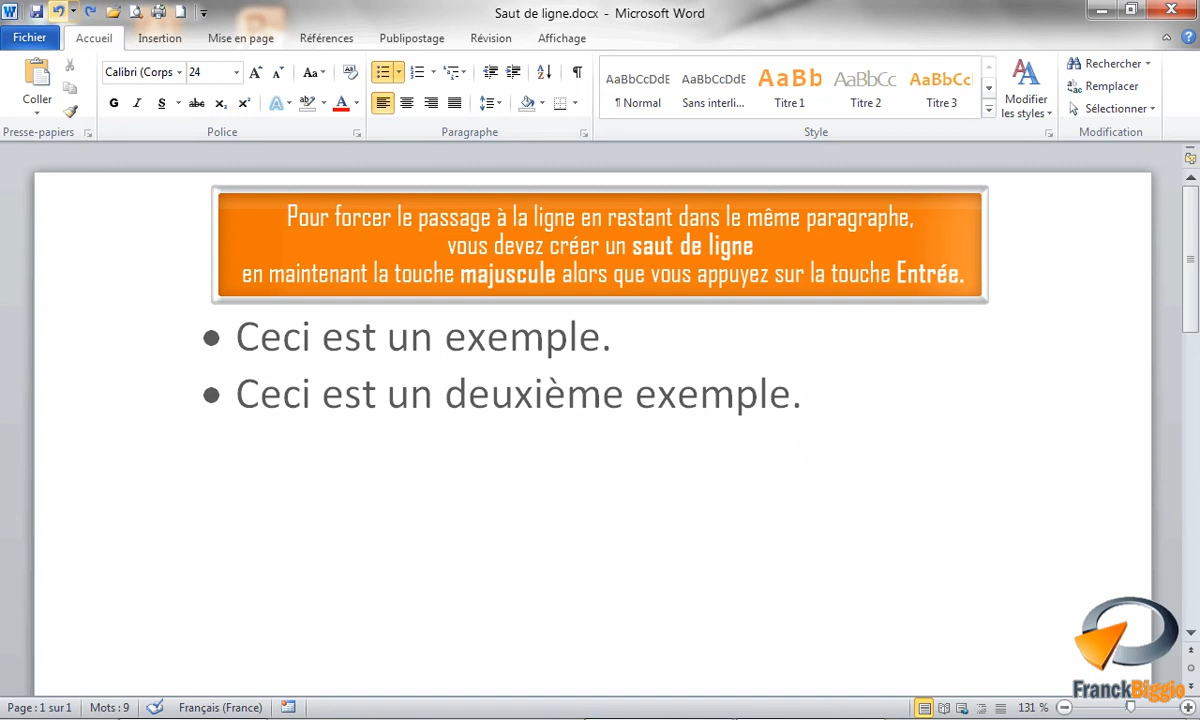 Saut de ligne.docx - Microsoft Word
Fichier Accueil Insertion Mise en page Références Publipostage Révision Affichage
Coller
Calibri (Corps 24
G I S abc x₂ x² A
AaBbCcDdE AaBbCcDdE AaBb AaBbCc AaBbCc
¶ Normal Sans interli... Titre 1 Titre 2 Titre 3
Modifier les styles
Rechercher
Remplacer
Sélectionner
Presse-papiers Police Paragraphe Style Modification
Pour forcer le passage à la ligne en restant dans le même paragraphe,
vous devez créer un saut de ligne
en maintenant la touche majuscule alors que vous appuyez sur la touche Entrée.
• Ceci est un exemple.
• Ceci est un deuxième exemple.
FranckBiggio
Page : 1 sur 1 Mots : 9 Français (France) 131 %